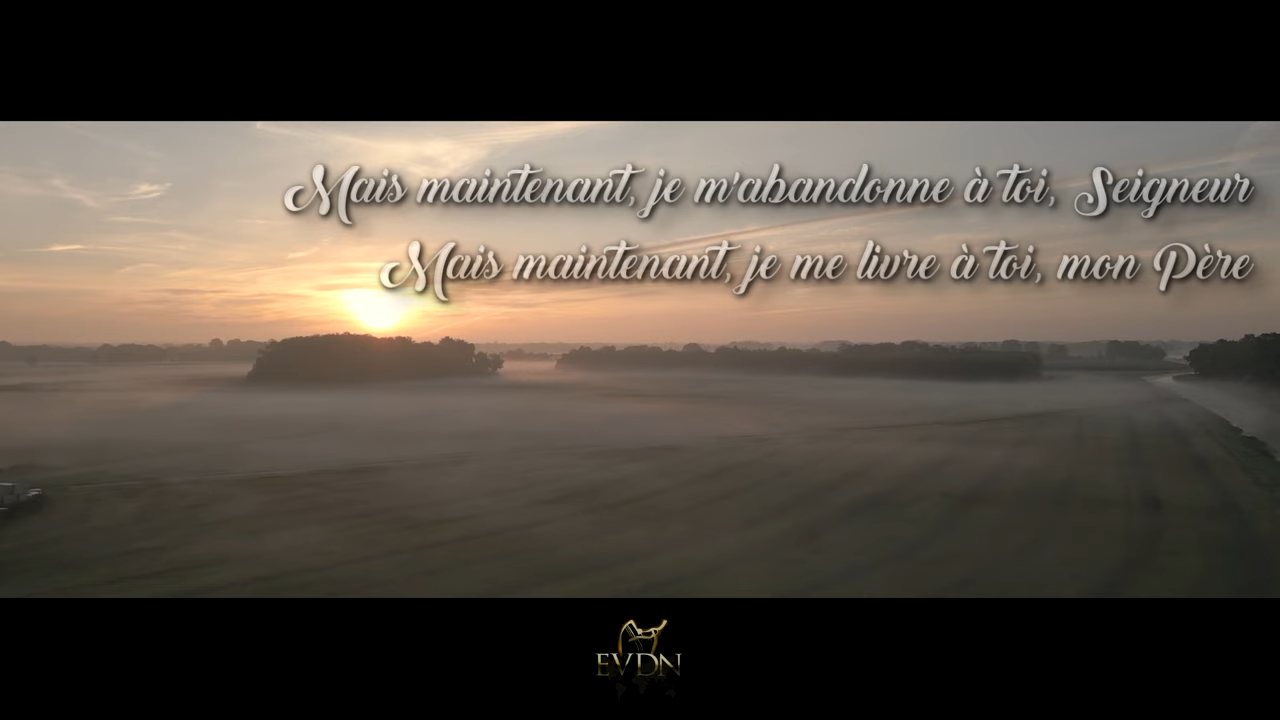 Mais maintenant, je m'abandonne à toi, Seigneur
Mais maintenant, je me livre à toi, mon Père
EVDN